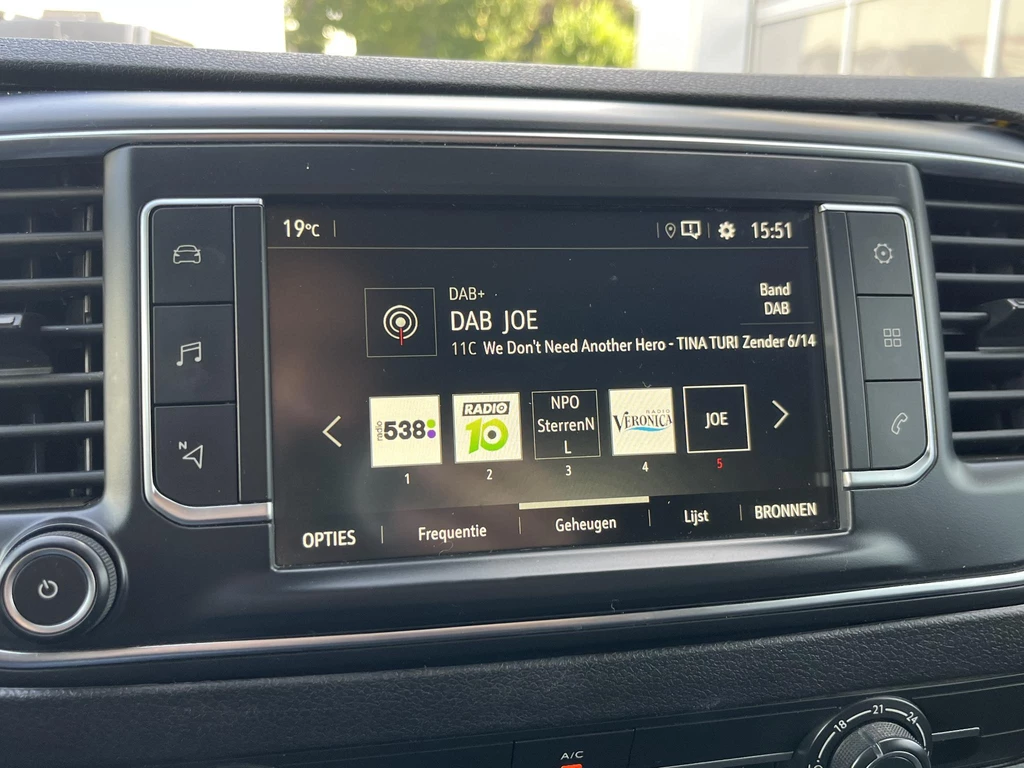 19°C
15:51
DAB+
Band
DAB JOE
DAB
11C We Don't Need Another Hero - TINA TURI Zender 6/14
radio 538
RADIO 10
NPO
SterrenN
L
RADIO
VERONICA
JOE
1
2
3
4
5
OPTIES
Frequentie
Geheugen
Lijst
BRONNEN
N
A/C
18
21
24